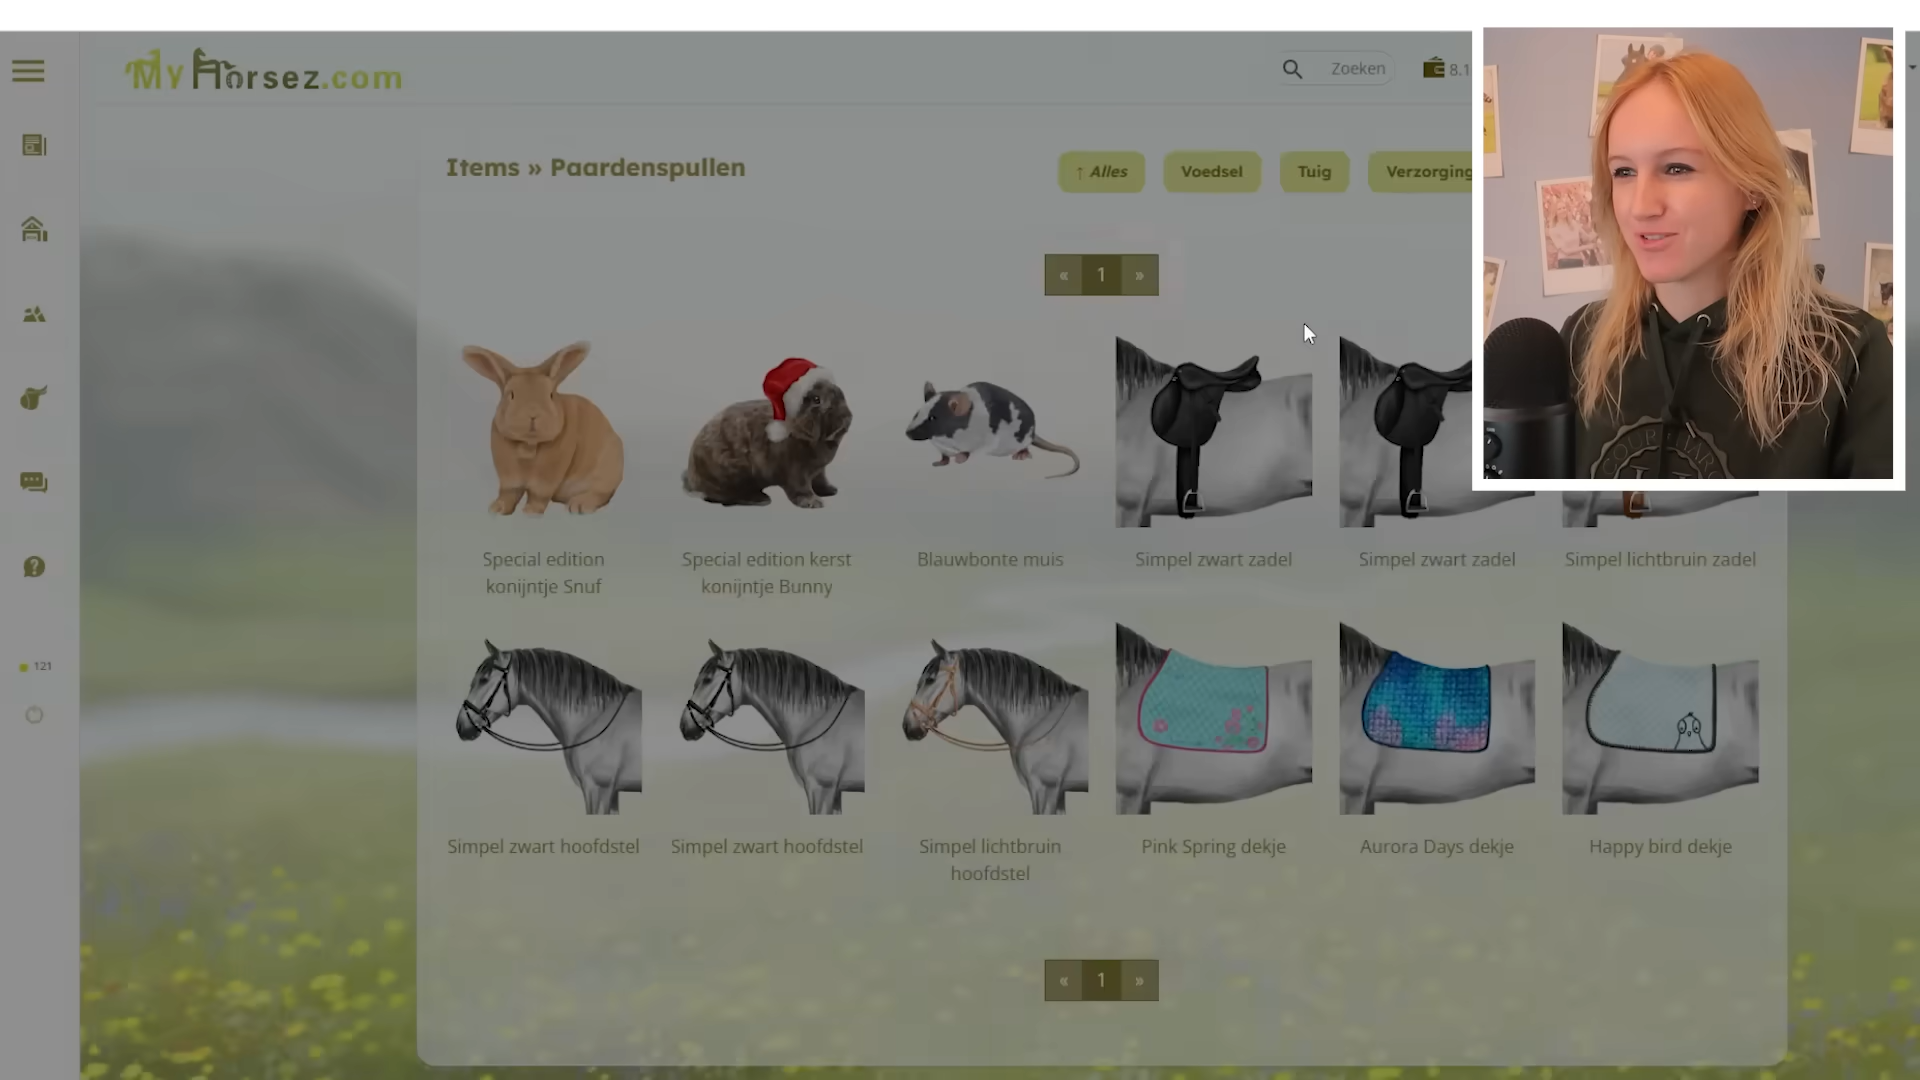 MyHorsez.com
Zoeken
8.1
Items » Paardenspullen
↑ Alles
Voedsel
Tuig
Verzorging
« 1 »
Special edition
konijntje Snuf
Special edition kerst
konijntje Bunny
Blauwbonte muis
Simpel zwart zadel
Simpel zwart zadel
Simpel lichtbruin zadel
Simpel zwart hoofdstel
Simpel zwart hoofdstel
Simpel lichtbruin
hoofdstel
Pink Spring dekje
Aurora Days dekje
Happy bird dekje
« 1 »
121